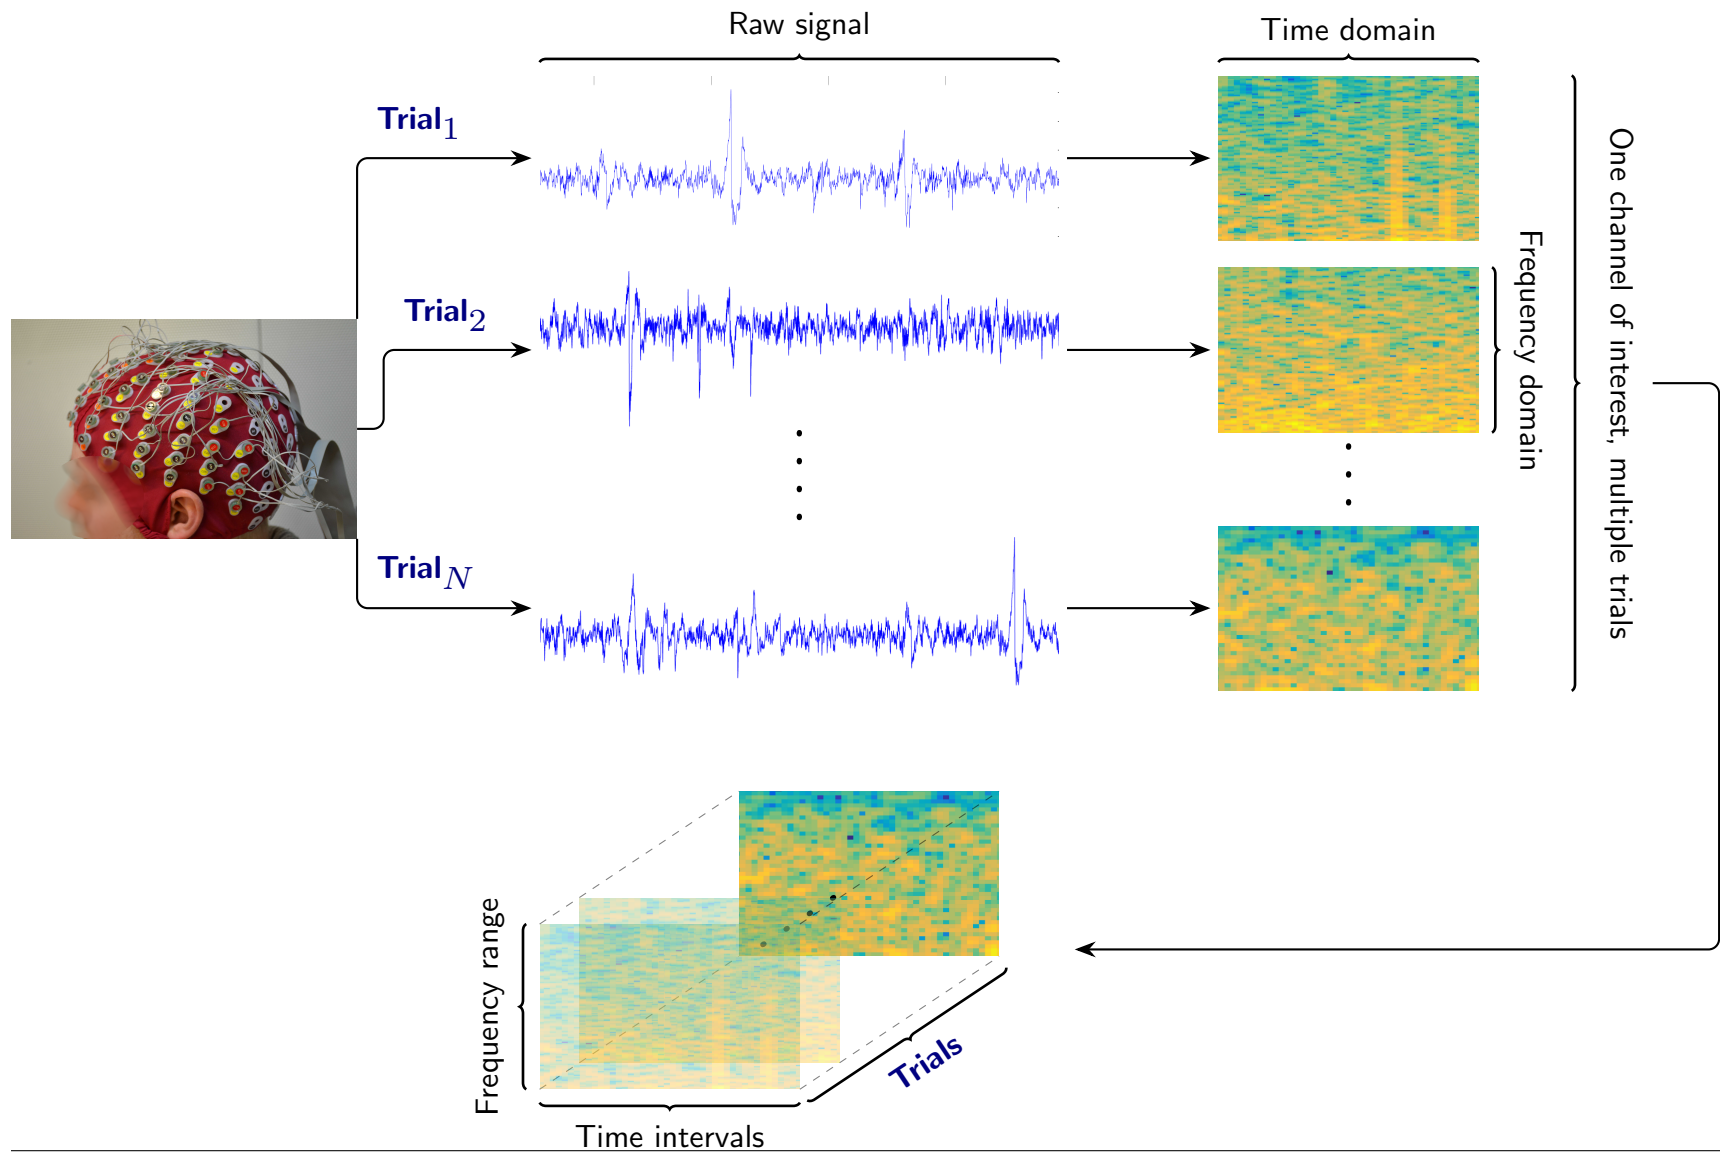 Raw signal
Time domain
Trial1
Trial2
TrialN
Frequency domain
One channel of interest, multiple trials
Frequency range
Time intervals
Trials